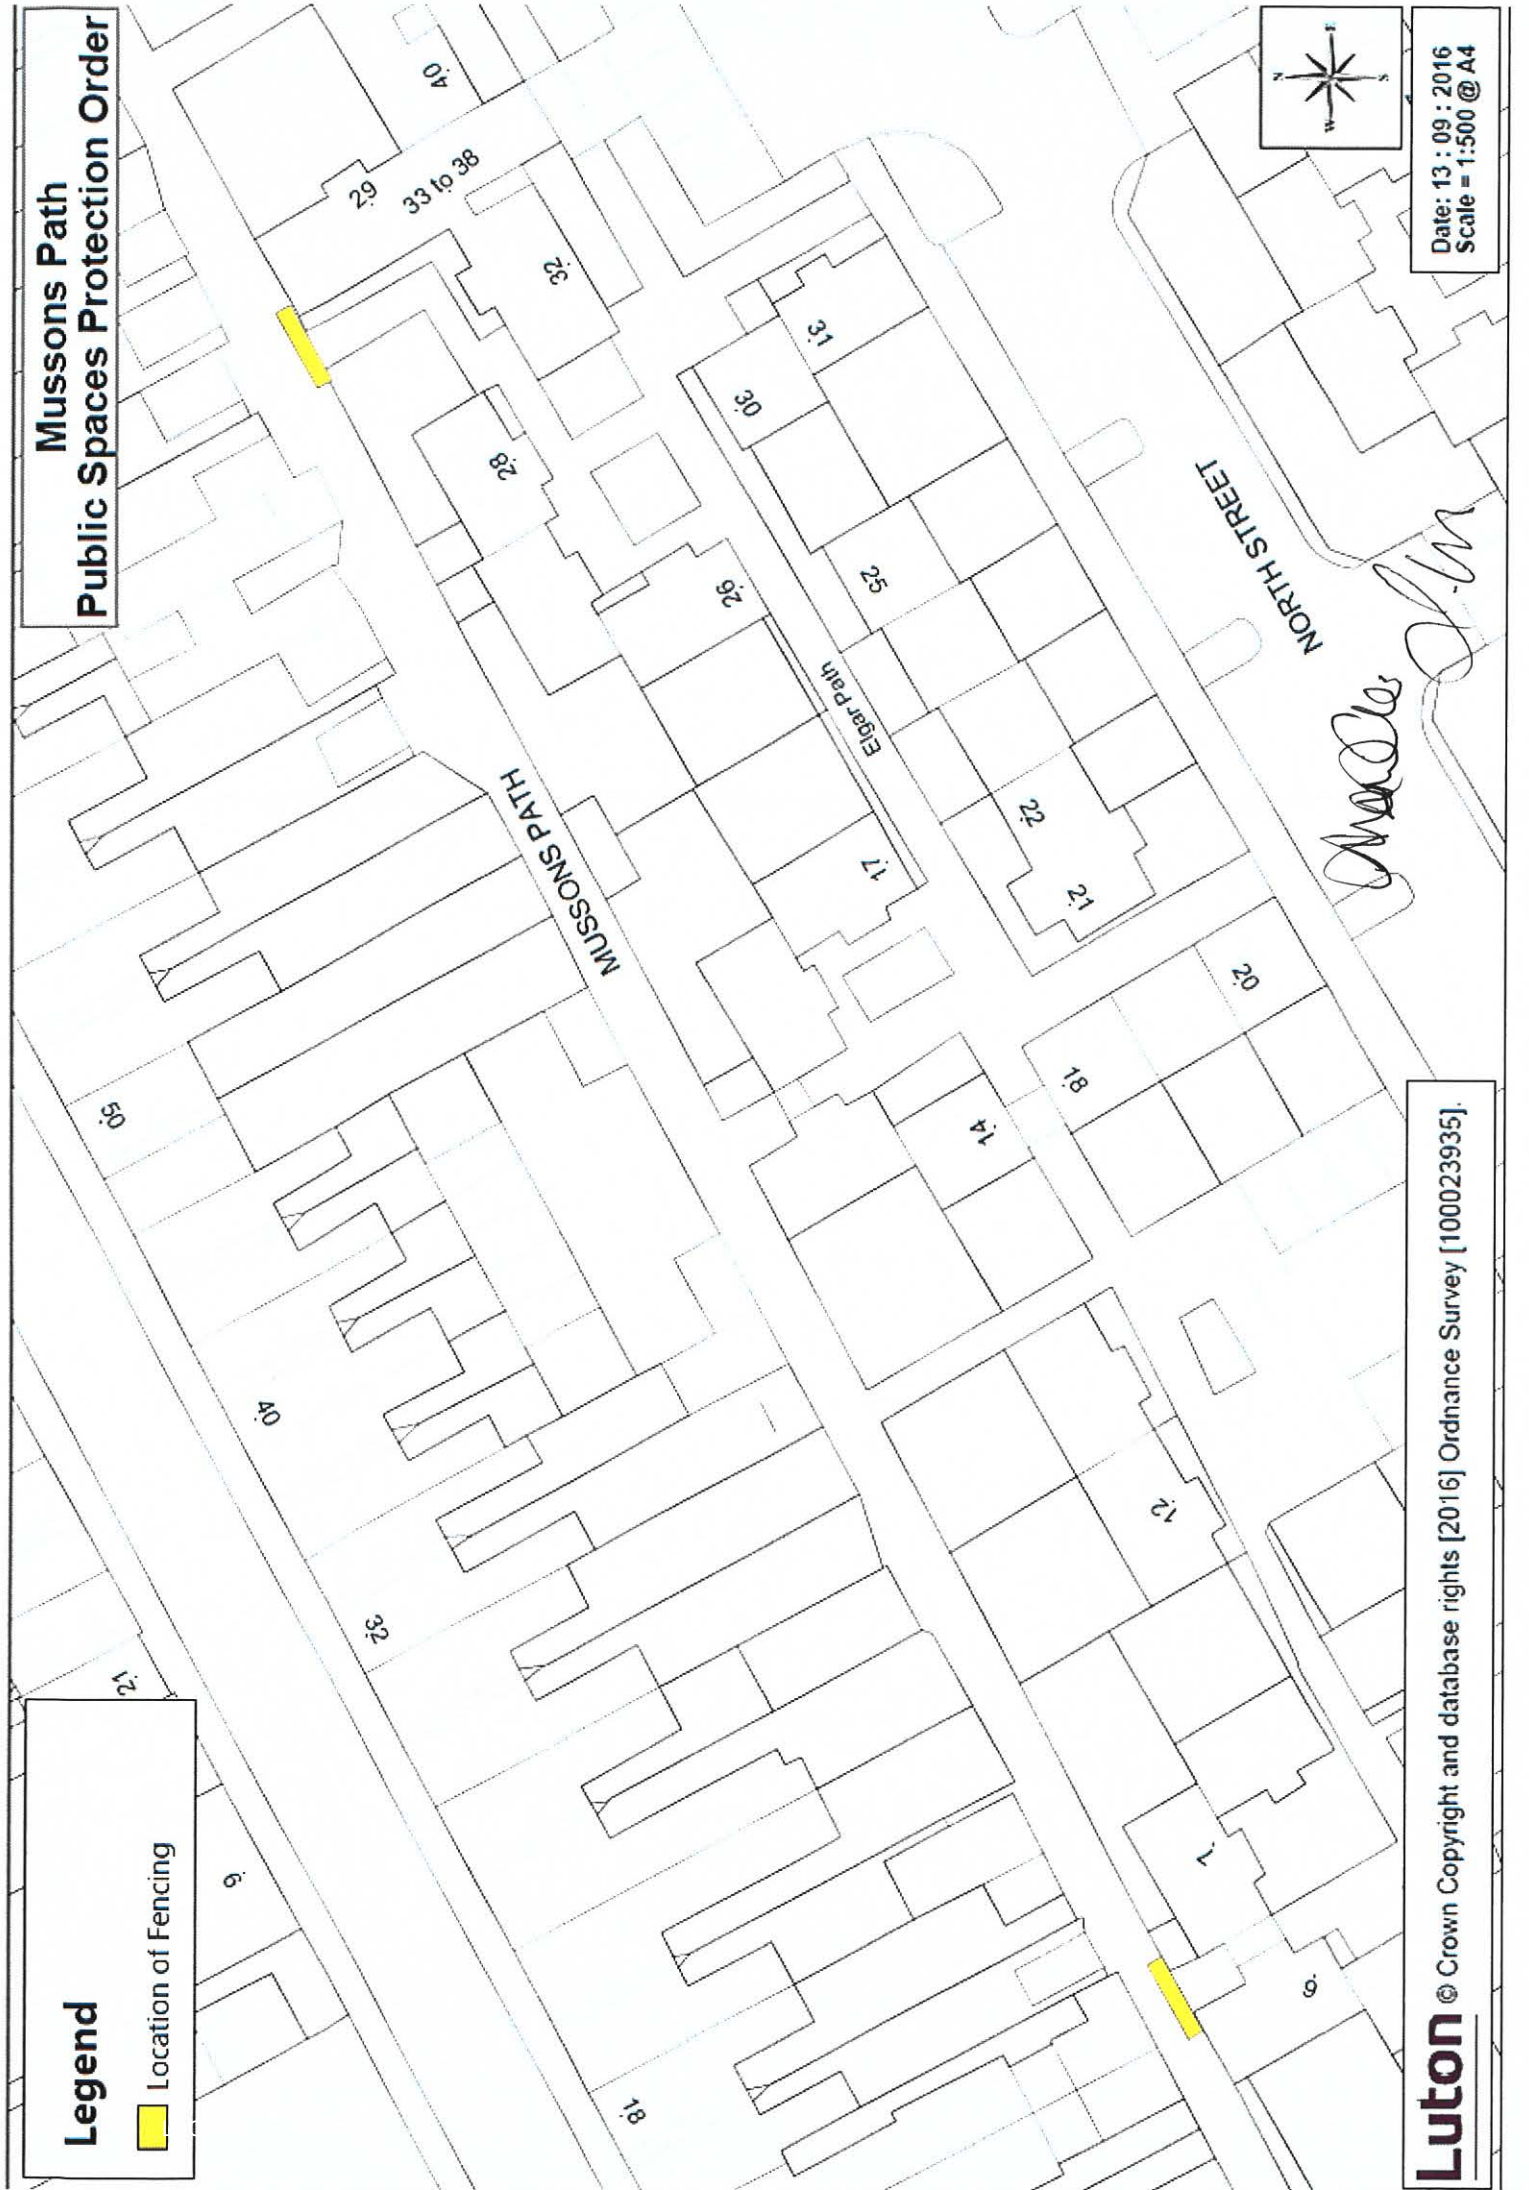 Mussons Path
Public Spaces Protection Order
Legend
Location of Fencing
N
E
S
W
Date: 13 : 09 : 2016
Scale = 1:500 @ A4
MUSSONS PATH
Elgar Path
NORTH STREET
21
9
50
40
32
18
29
33 to 38
40
32
28
31
30
26
25
22
21
17
20
18
14
12
1
6
Luton © Crown Copyright and database rights [2016] Ordnance Survey [100023935].